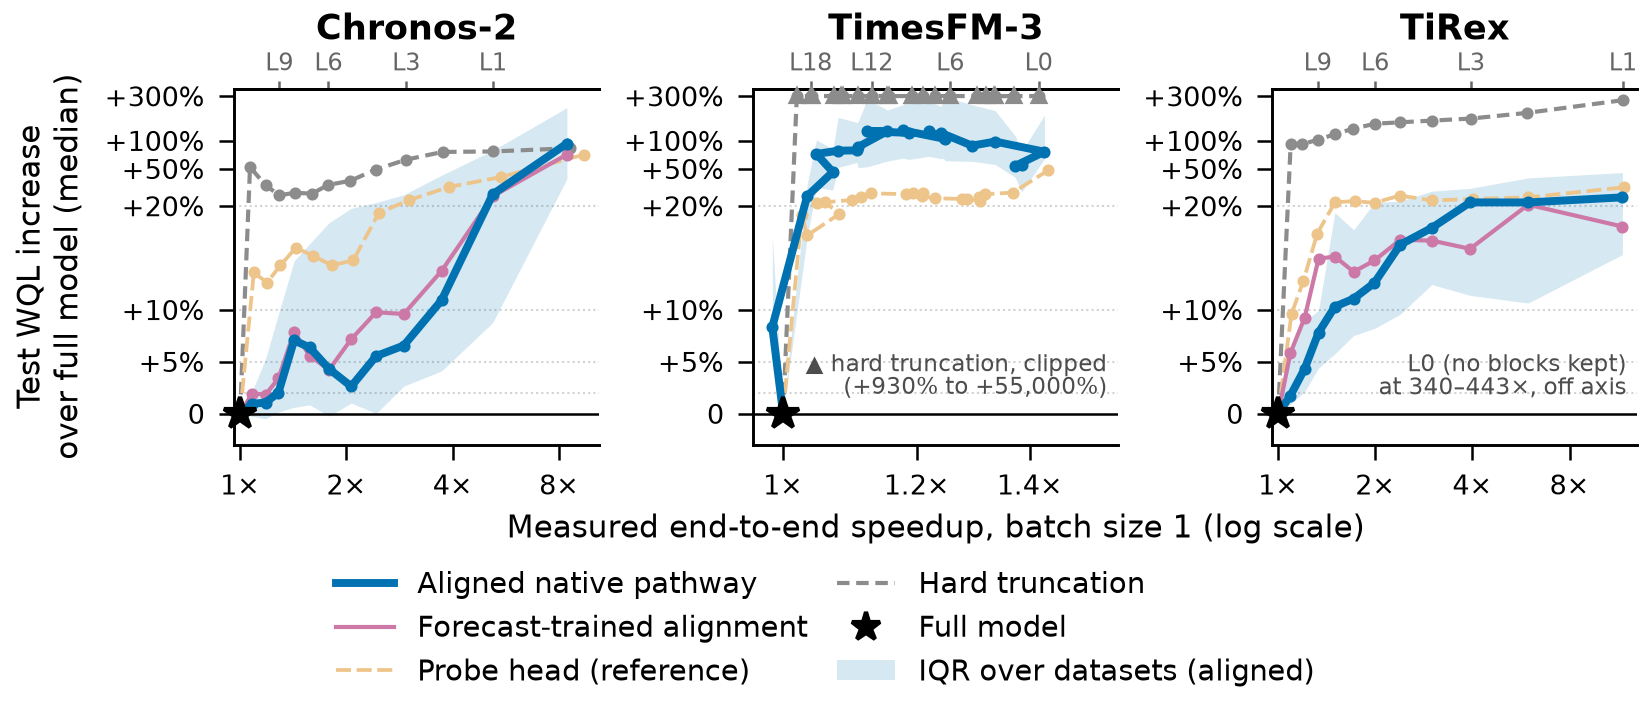 Chronos-2
TimesFM-3
TiRex
L9 L6 L3 L1
L18 L12 L6 L0
L9 L6 L3 L1
Test WQL increase
over full model (median)
+300%
+100%
+50%
+20%
+10%
+5%
0
+300%
+100%
+50%
+20%
+10%
+5%
0
+300%
+100%
+50%
+20%
+10%
+5%
0
▲ hard truncation, clipped
(+930% to +55,000%)
L0 (no blocks kept)
at 340–443×, off axis
1× 2× 4× 8×
1× 1.2× 1.4×
1× 2× 4× 8×
Measured end-to-end speedup, batch size 1 (log scale)
Aligned native pathway
Forecast-trained alignment
Probe head (reference)
Hard truncation
Full model
IQR over datasets (aligned)